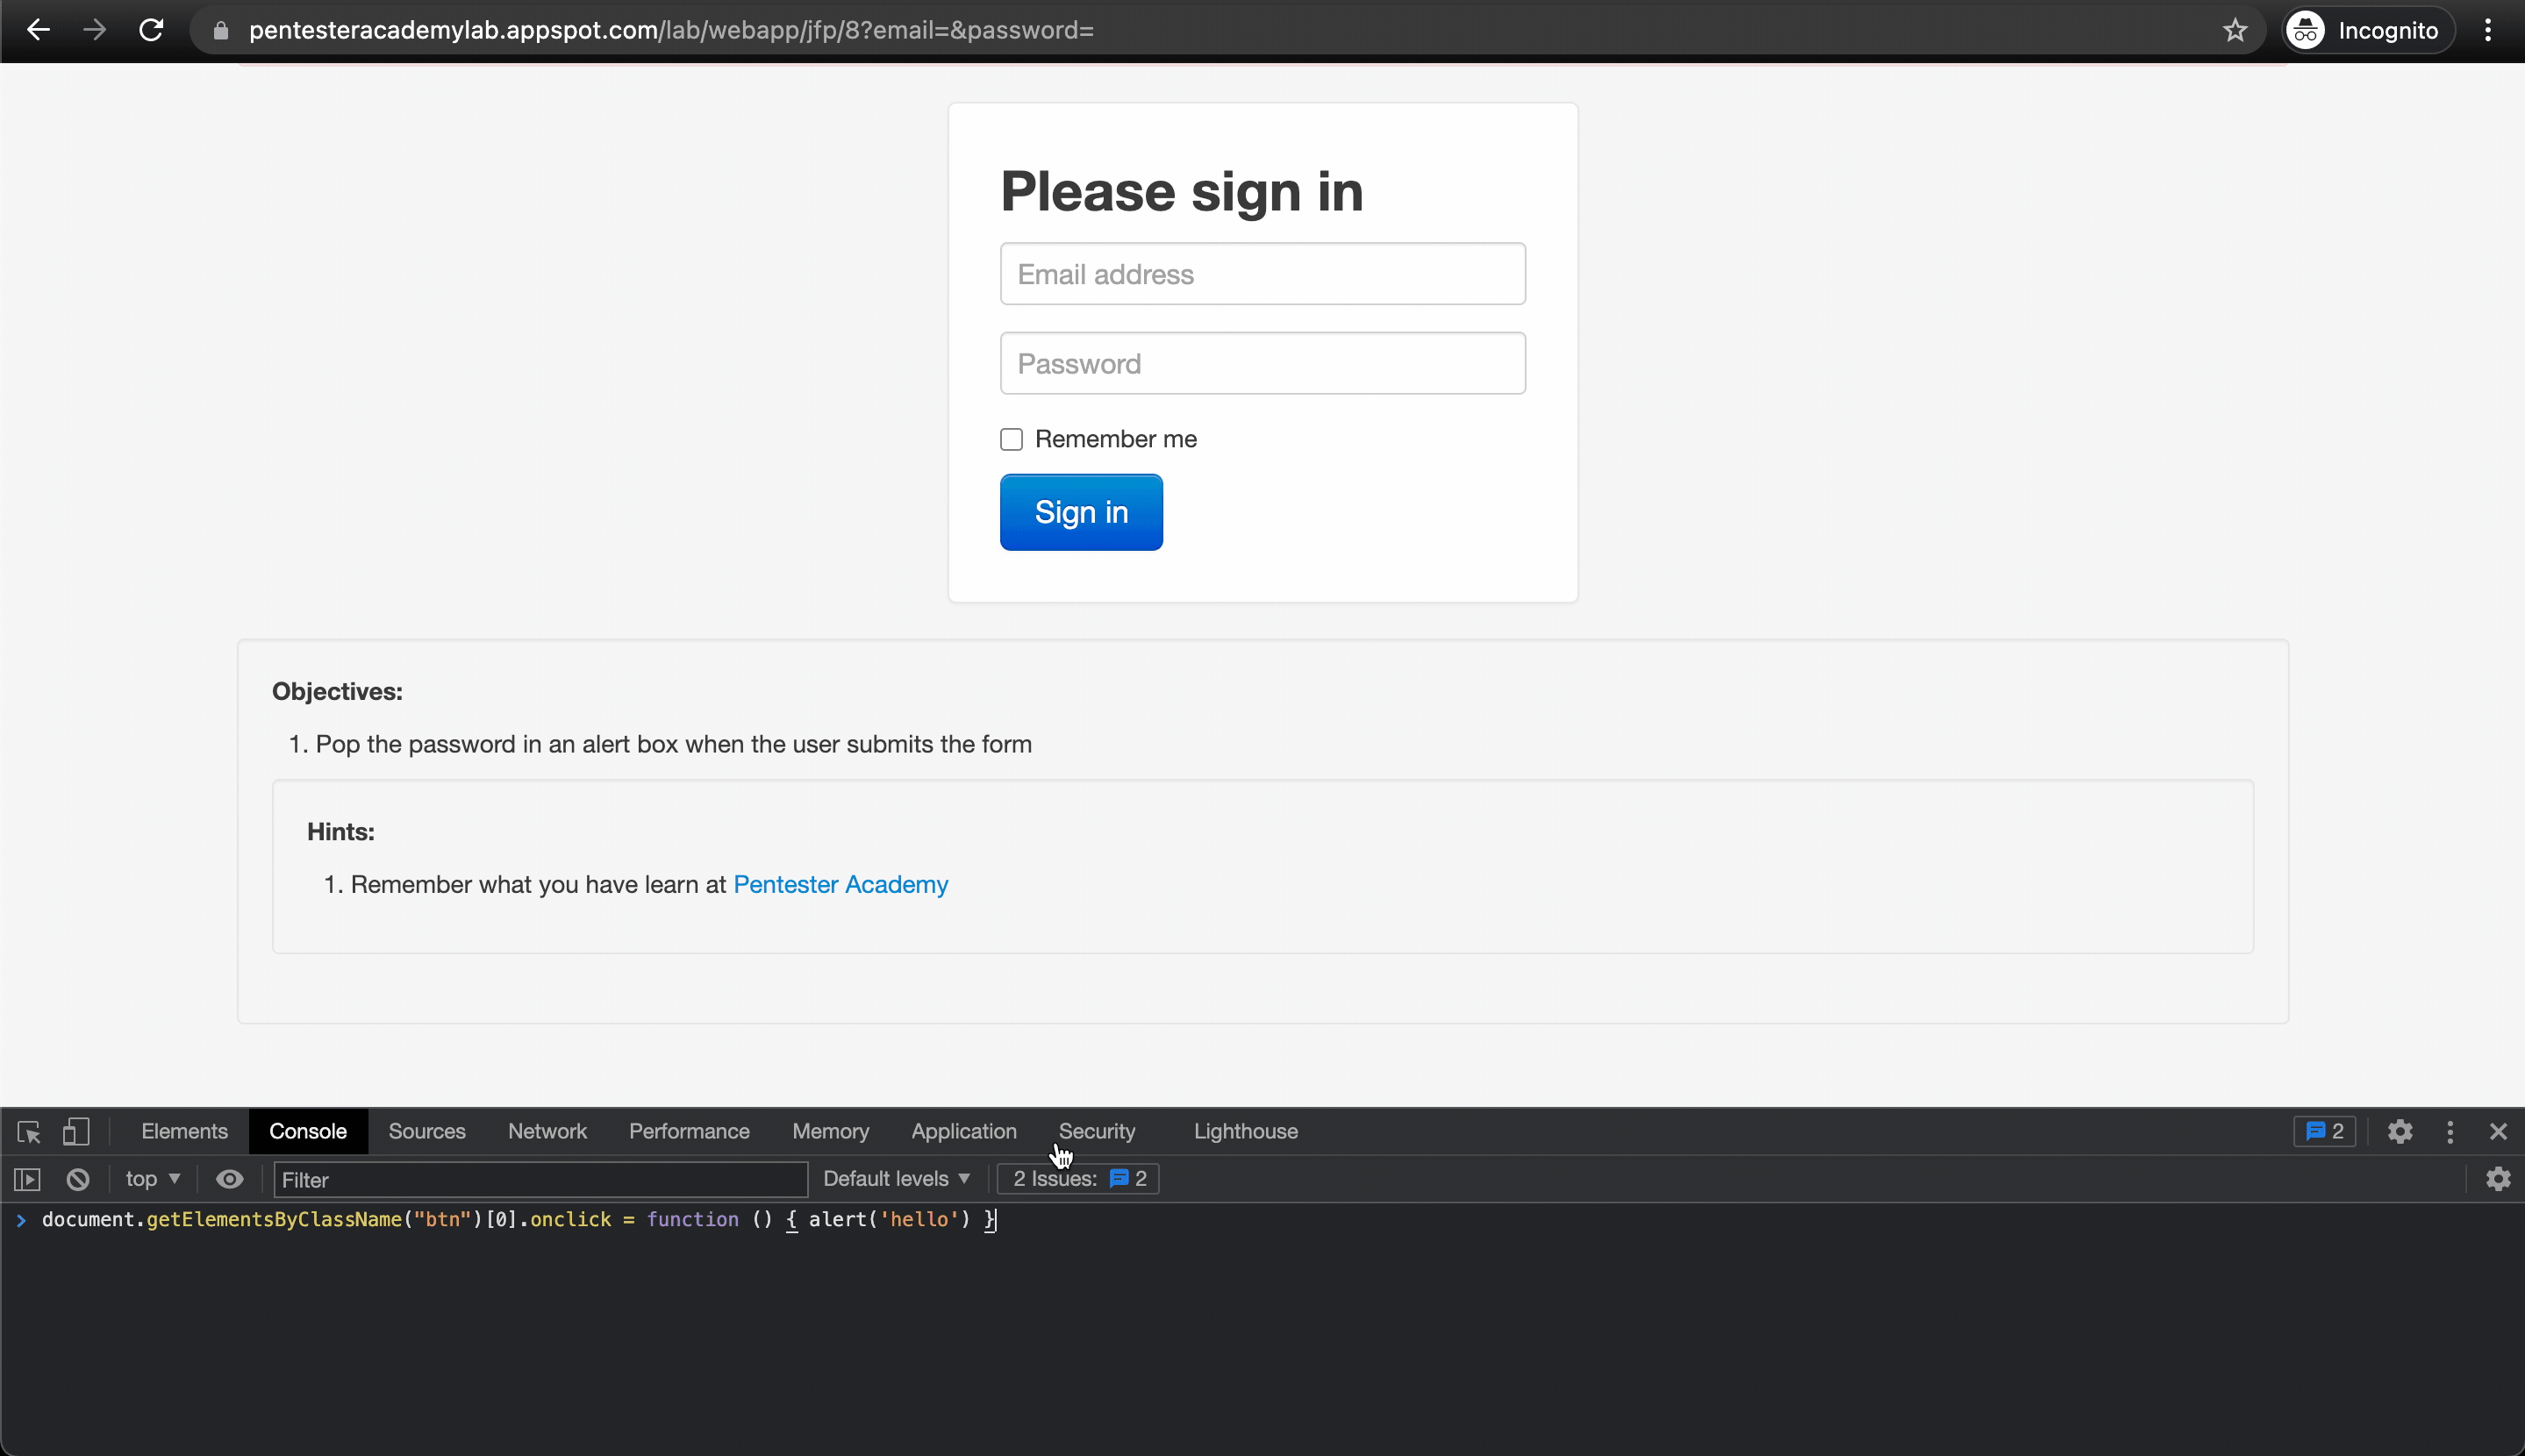 pentesteracademylab.appspot.com/lab/webapp/jfp/8?email=&password=
Incognito
Please sign in
Email address
Password
Remember me
Sign in
Objectives:
1. Pop the password in an alert box when the user submits the form
Hints:
1. Remember what you have learn at Pentester Academy
Elements Console Sources Network Performance Memory Application Security Lighthouse 2
top Filter Default levels 2 Issues: 2
document.getElementsByClassName("btn")[0].onclick = function () { alert('hello') }